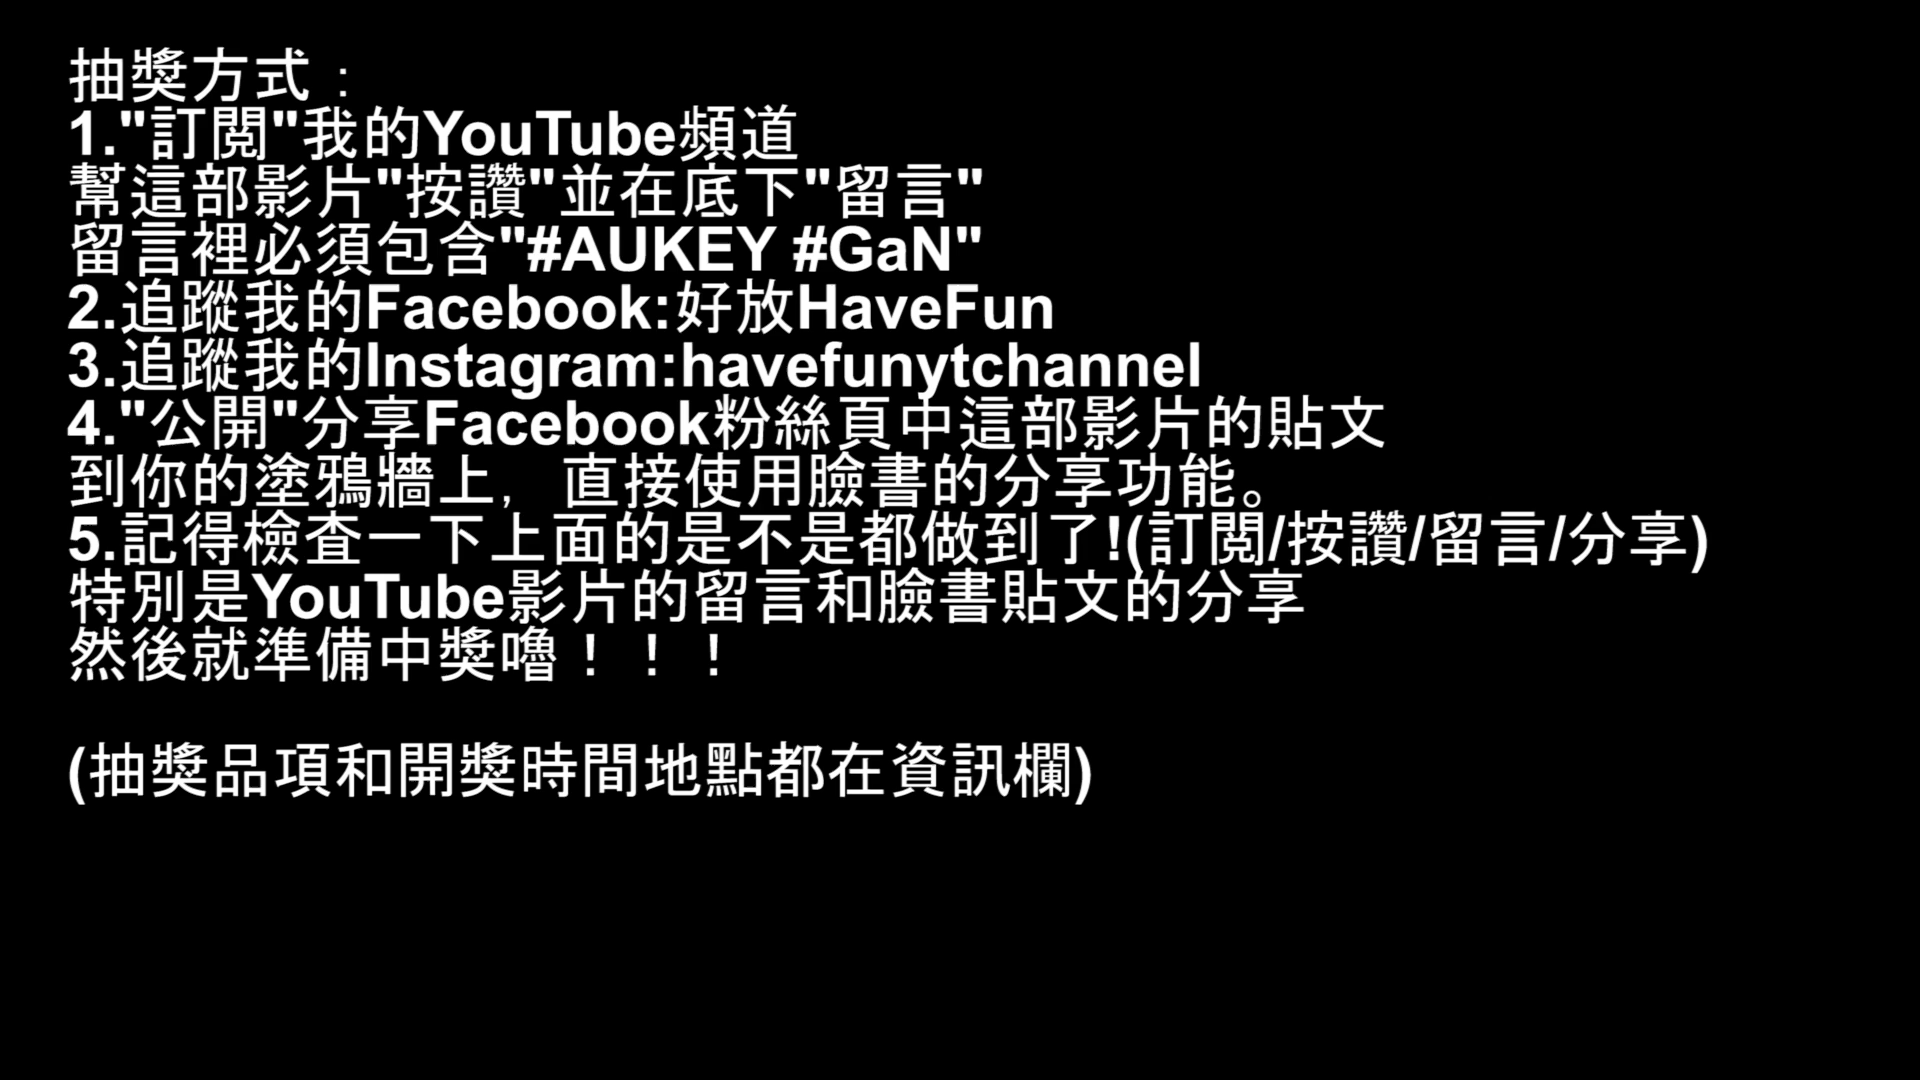 抽獎方式：
1."訂閱"我的YouTube頻道
幫這部影片"按讚"並在底下"留言"
留言裡必須包含"#AUKEY #GaN"
2.追蹤我的Facebook:好放HaveFun
3.追蹤我的Instagram:havefunytchannel
4."公開"分享Facebook粉絲頁中這部影片的貼文
到你的塗鴉牆上，直接使用臉書的分享功能。
5.記得檢查一下上面的是不是都做到了!(訂閱/按讚/留言/分享)
特別是YouTube影片的留言和臉書貼文的分享
然後就準備中獎嚕！！！
(抽獎品項和開獎時間地點都在資訊欄)